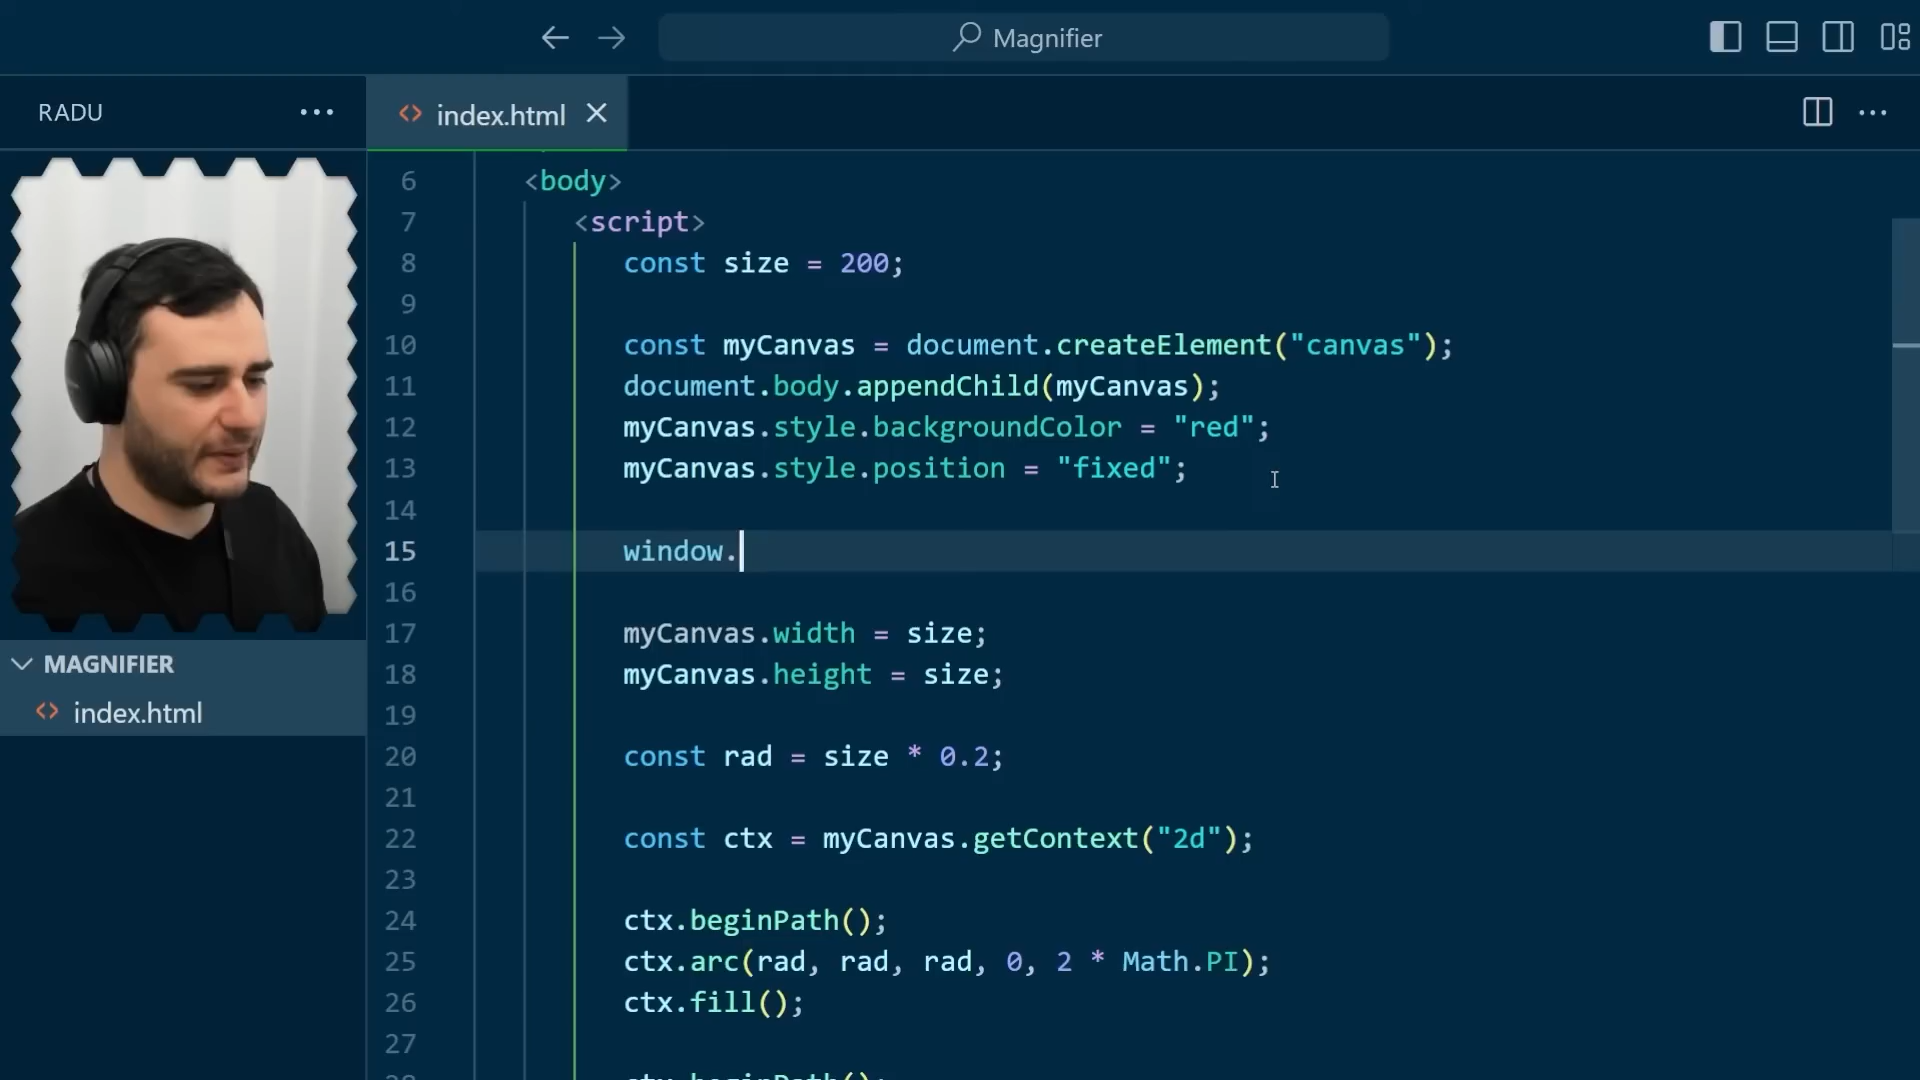 Magnifier
RADU
index.html
6 <body>
7 <script>
8 const size = 200;
9
10 const myCanvas = document.createElement("canvas");
11 document.body.appendChild(myCanvas);
12 myCanvas.style.backgroundColor = "red";
13 myCanvas.style.position = "fixed";
14
15 window.
16
17 myCanvas.width = size;
18 myCanvas.height = size;
19
20 const rad = size * 0.2;
21
22 const ctx = myCanvas.getContext("2d");
23
24 ctx.beginPath();
25 ctx.arc(rad, rad, rad, 0, 2 * Math.PI);
26 ctx.fill();
27
28 ctx.beginPath();
MAGNIFIER
index.html